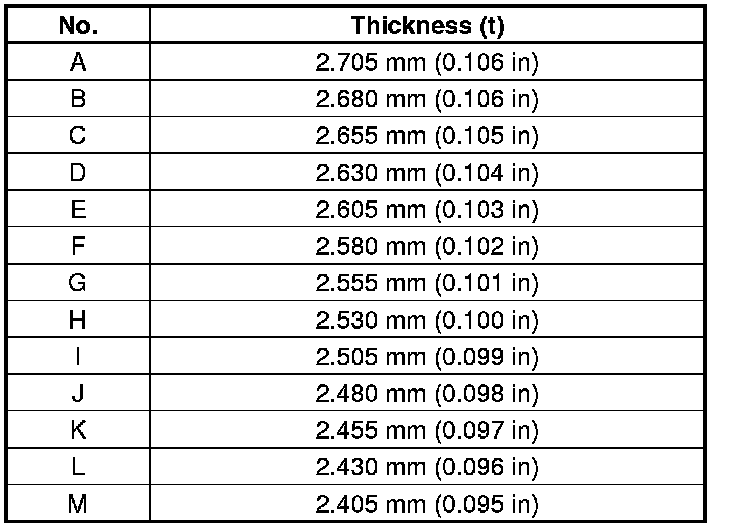 No. Thickness (t)
A 2.705 mm (0.106 in)
B 2.680 mm (0.106 in)
C 2.655 mm (0.105 in)
D 2.630 mm (0.104 in)
E 2.605 mm (0.103 in)
F 2.580 mm (0.102 in)
G 2.555 mm (0.101 in)
H 2.530 mm (0.100 in)
I 2.505 mm (0.099 in)
J 2.480 mm (0.098 in)
K 2.455 mm (0.097 in)
L 2.430 mm (0.096 in)
M 2.405 mm (0.095 in)